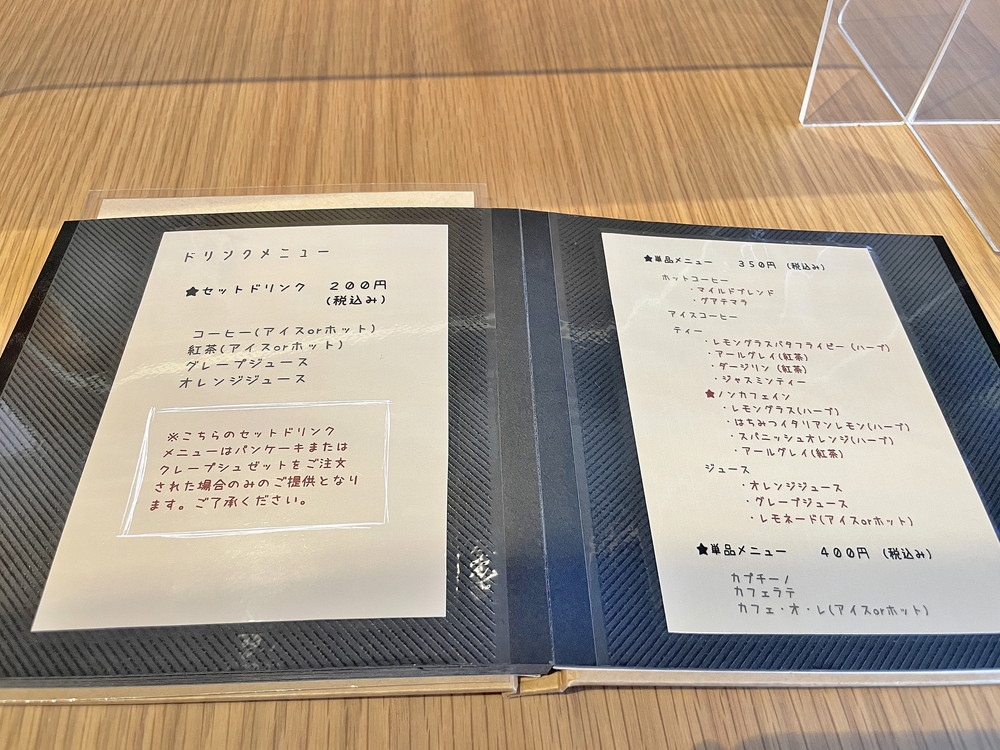 ドリンクメニュー
★セットドリンク　200円
(税込み)
コーヒー(アイスorホット)
紅茶(アイスorホット)
グレープジュース
オレンジジュース
※こちらのセットドリンク
メニューはパンケーキまたは
クレープシュゼットをご注文
された場合のみのご提供となり
ます。ご了承ください。
★単品メニュー　350円 (税込み)
ホットコーヒー
・マイルドブレンド
・グアテマラ
アイスコーヒー
ティー
・レモングラスバタフライピー (ハーブ)
・アールグレイ(紅茶)
・ダージリン (紅茶)
・ジャスミンティー
★ノンカフェイン
・レモングラス(ハーブ)
・はちみつイタリアンレモン(ハーブ)
・スパニッシュオレンジ(ハーブ)
・アールグレイ(紅茶)
ジュース
・オレンジジュース
・グレープジュース
・レモネード(アイスorホット)
★単品メニュー　400円 (税込み)
カプチーノ
カフェラテ
カフェ・オ・レ(アイスorホット)